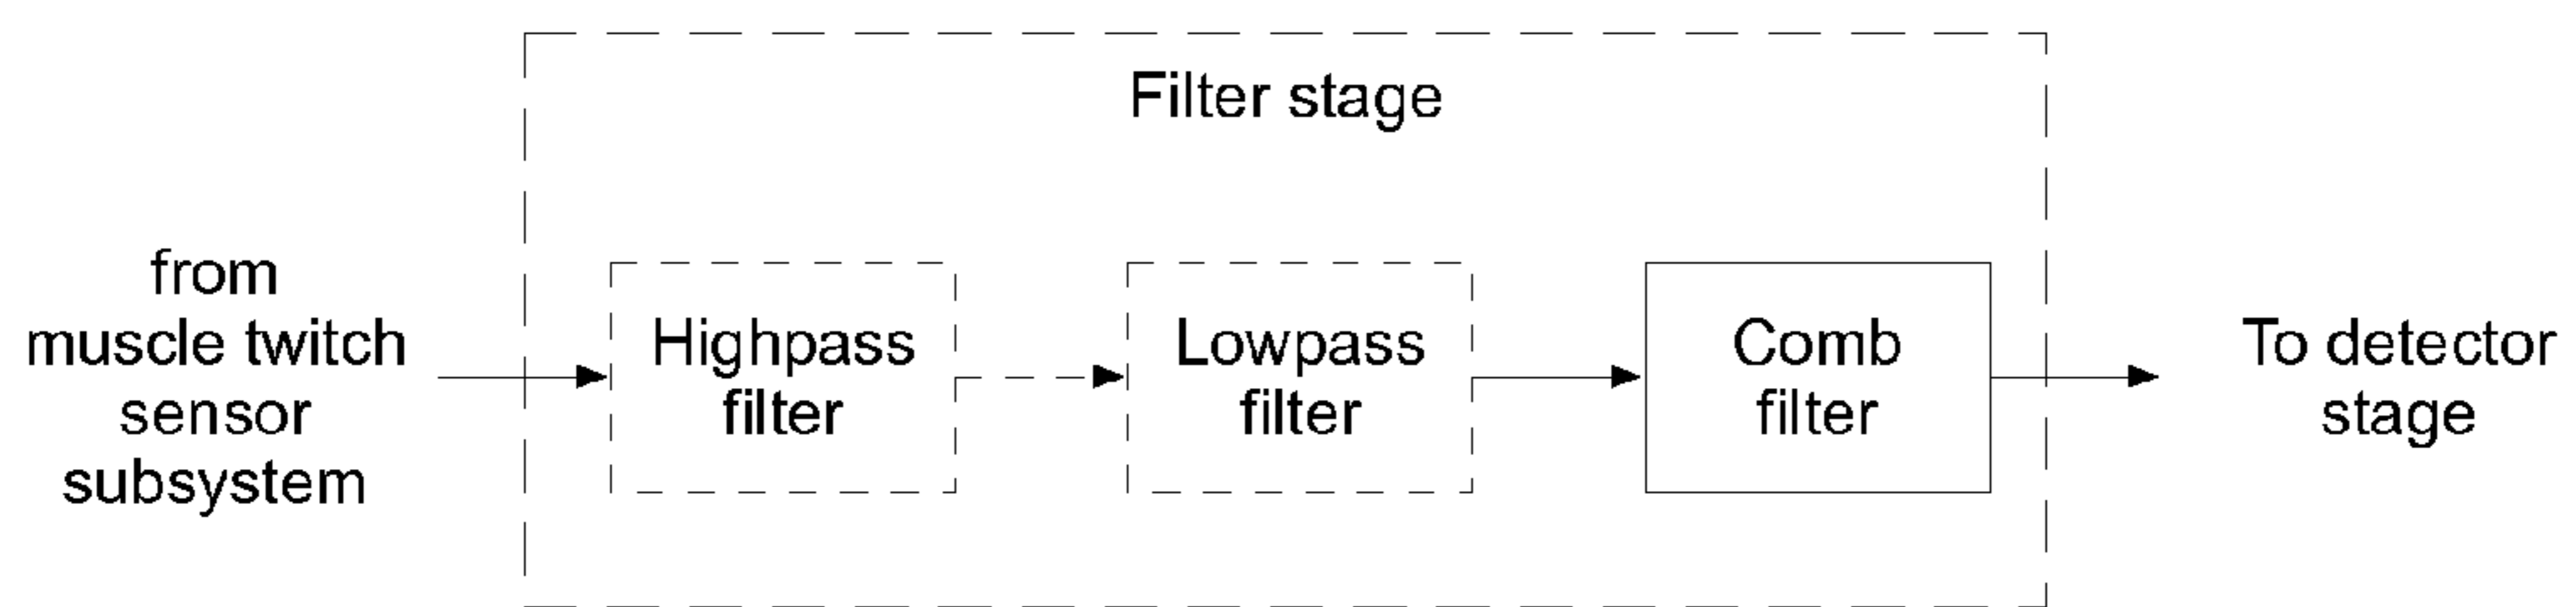 Filter stage
from
muscle twitch
sensor
subsystem
Highpass
filter
Lowpass
filter
Comb
filter
To detector
stage